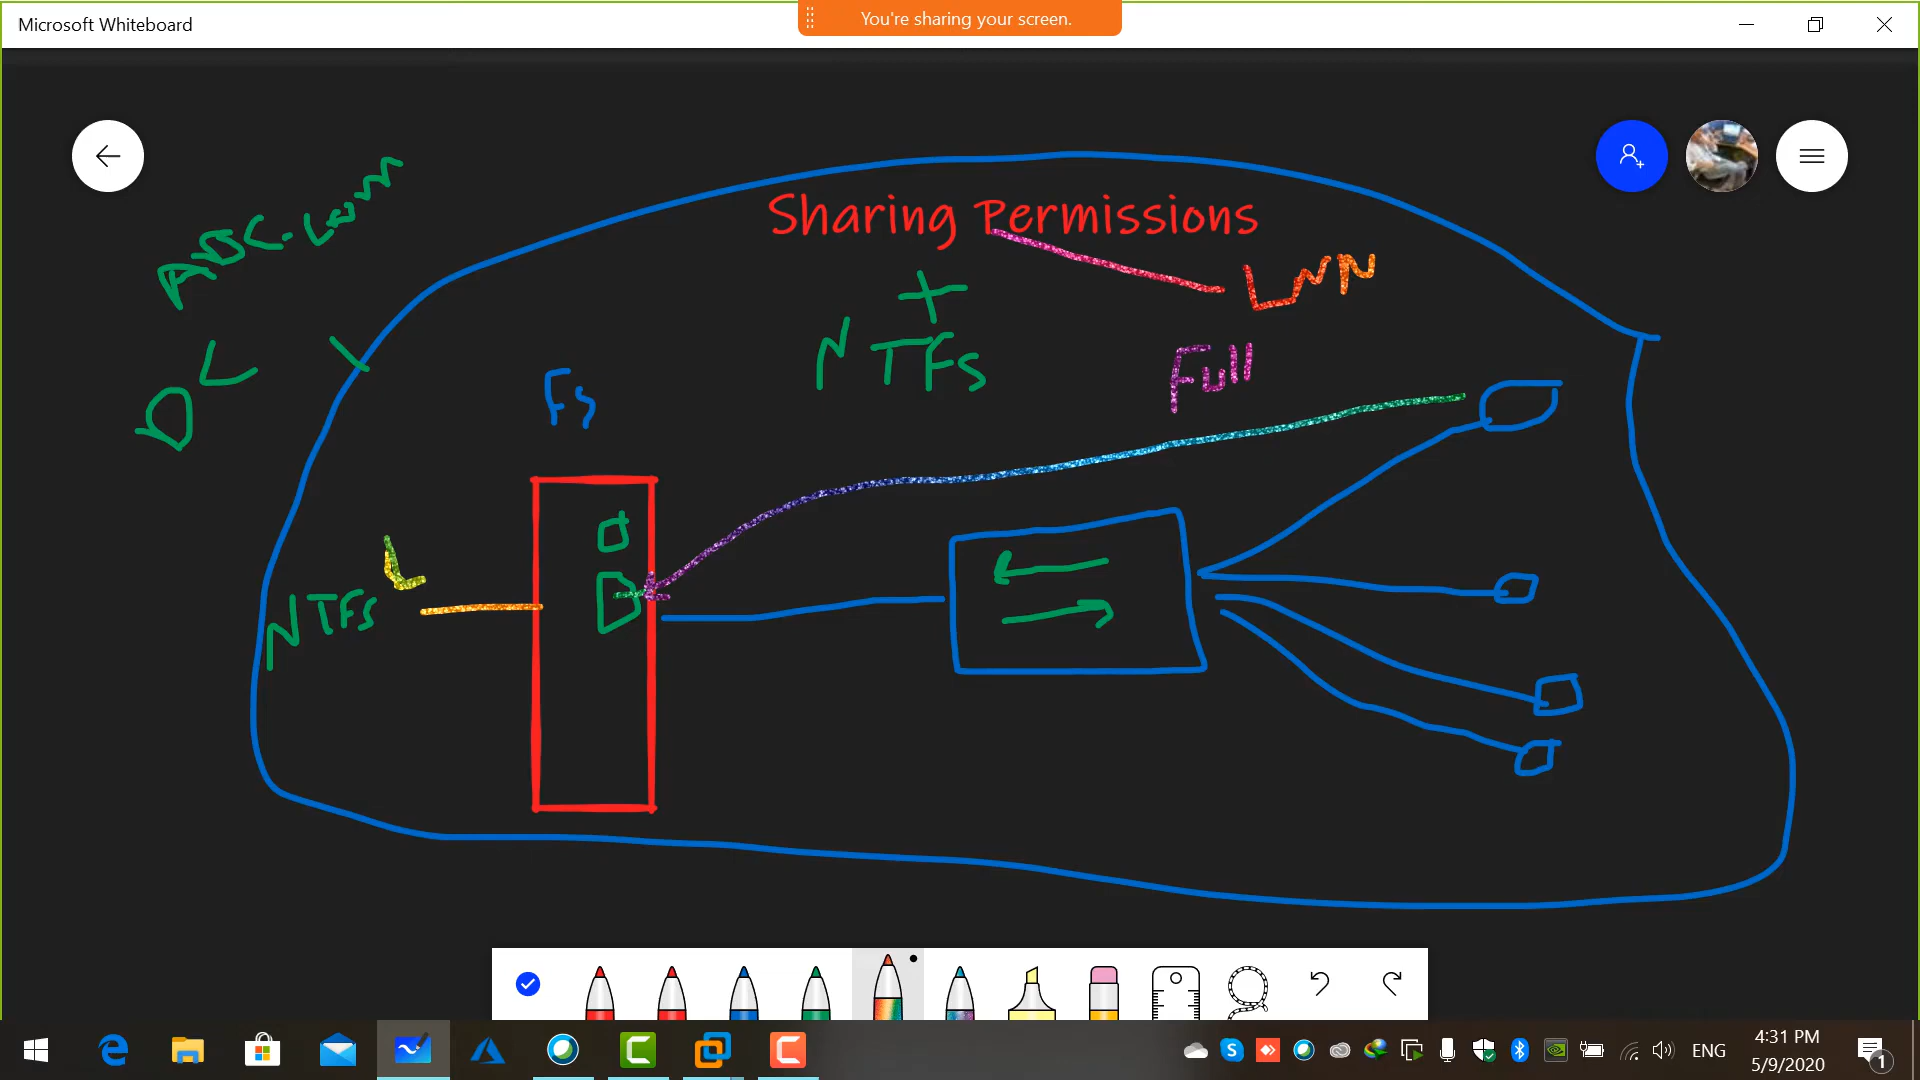 Microsoft Whiteboard
You're sharing your screen.
ABC.com
Sharing Permissions
+
NTFs
Full
DC
Fs
NTFs L
ENG
4:31 PM
5/9/2020
1